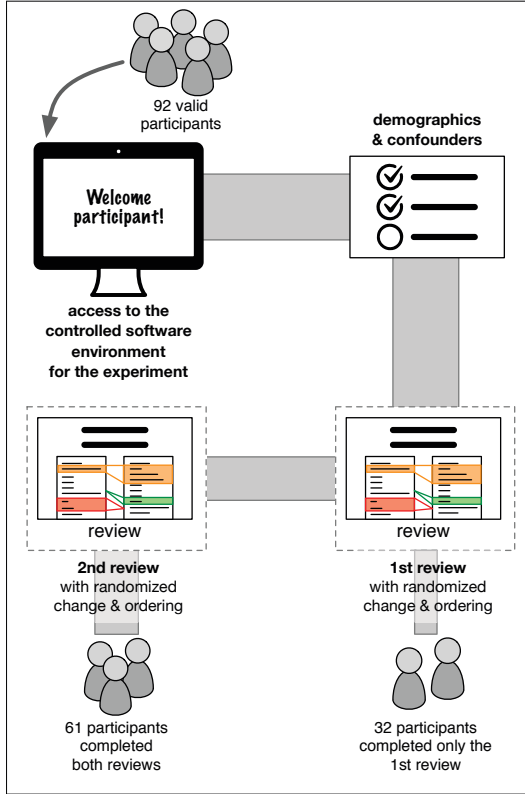 92 valid
participants
demographics
& confounders
Welcome
participant!
access to the
controlled software
environment
for the experiment
review
2nd review
with randomized
change & ordering
61 participants
completed
both reviews
review
1st review
with randomized
change & ordering
32 participants
completed only the
1st review